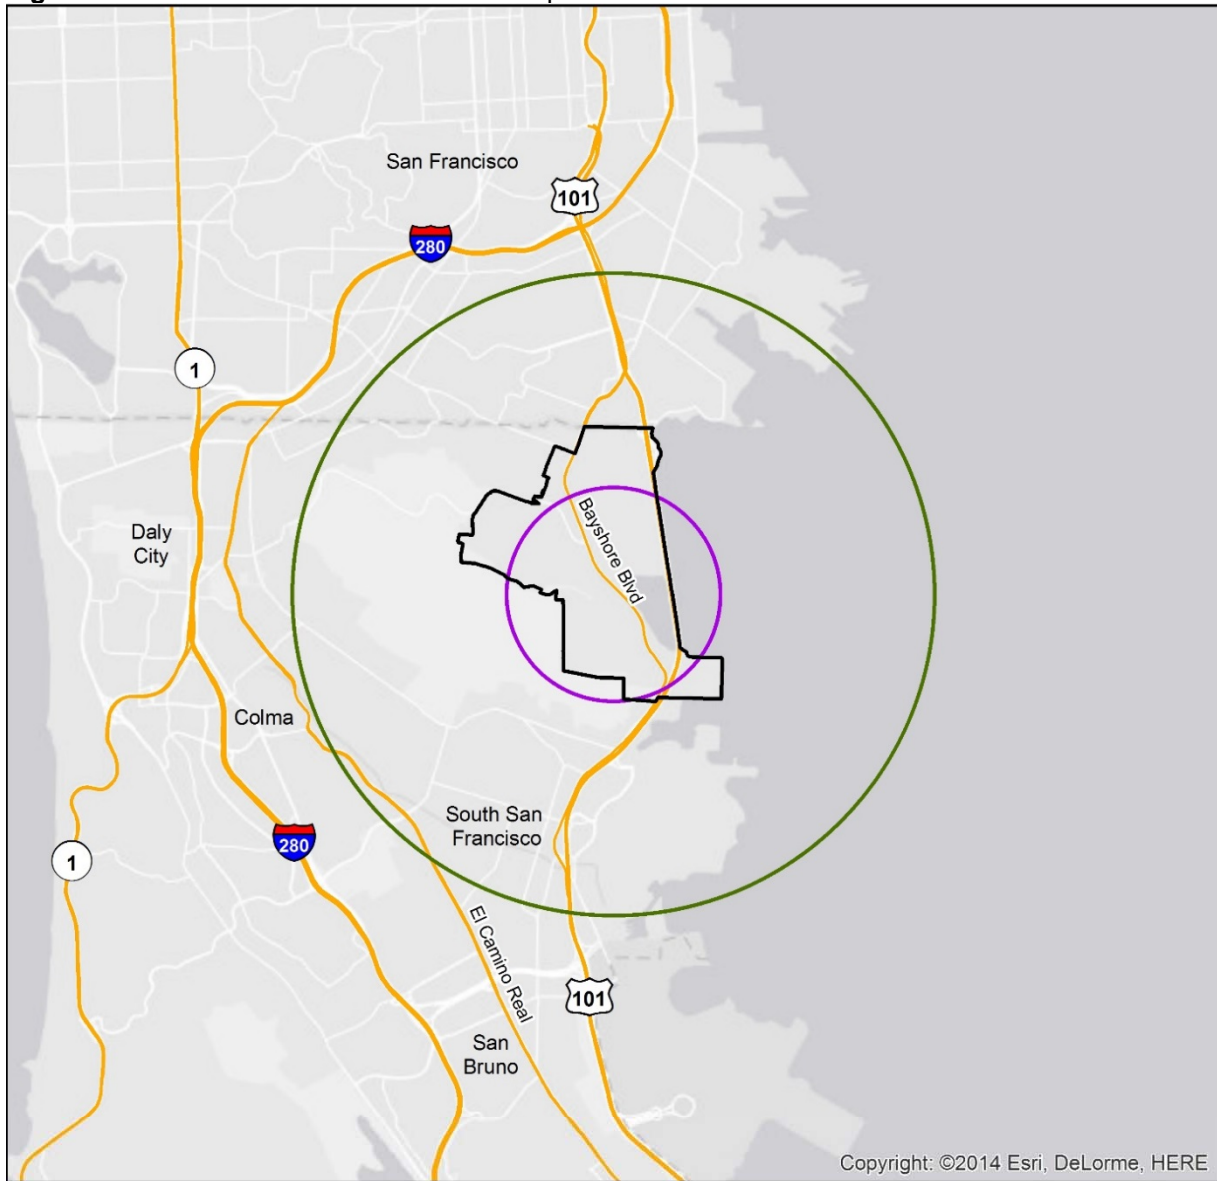 San Francisco
101
280
1
Bayshore Blvd
Daly
City
Colma
South San
Francisco
280
1
El Camino Real
101
San
Bruno
Copyright: ©2014 Esri, DeLorme, HERE